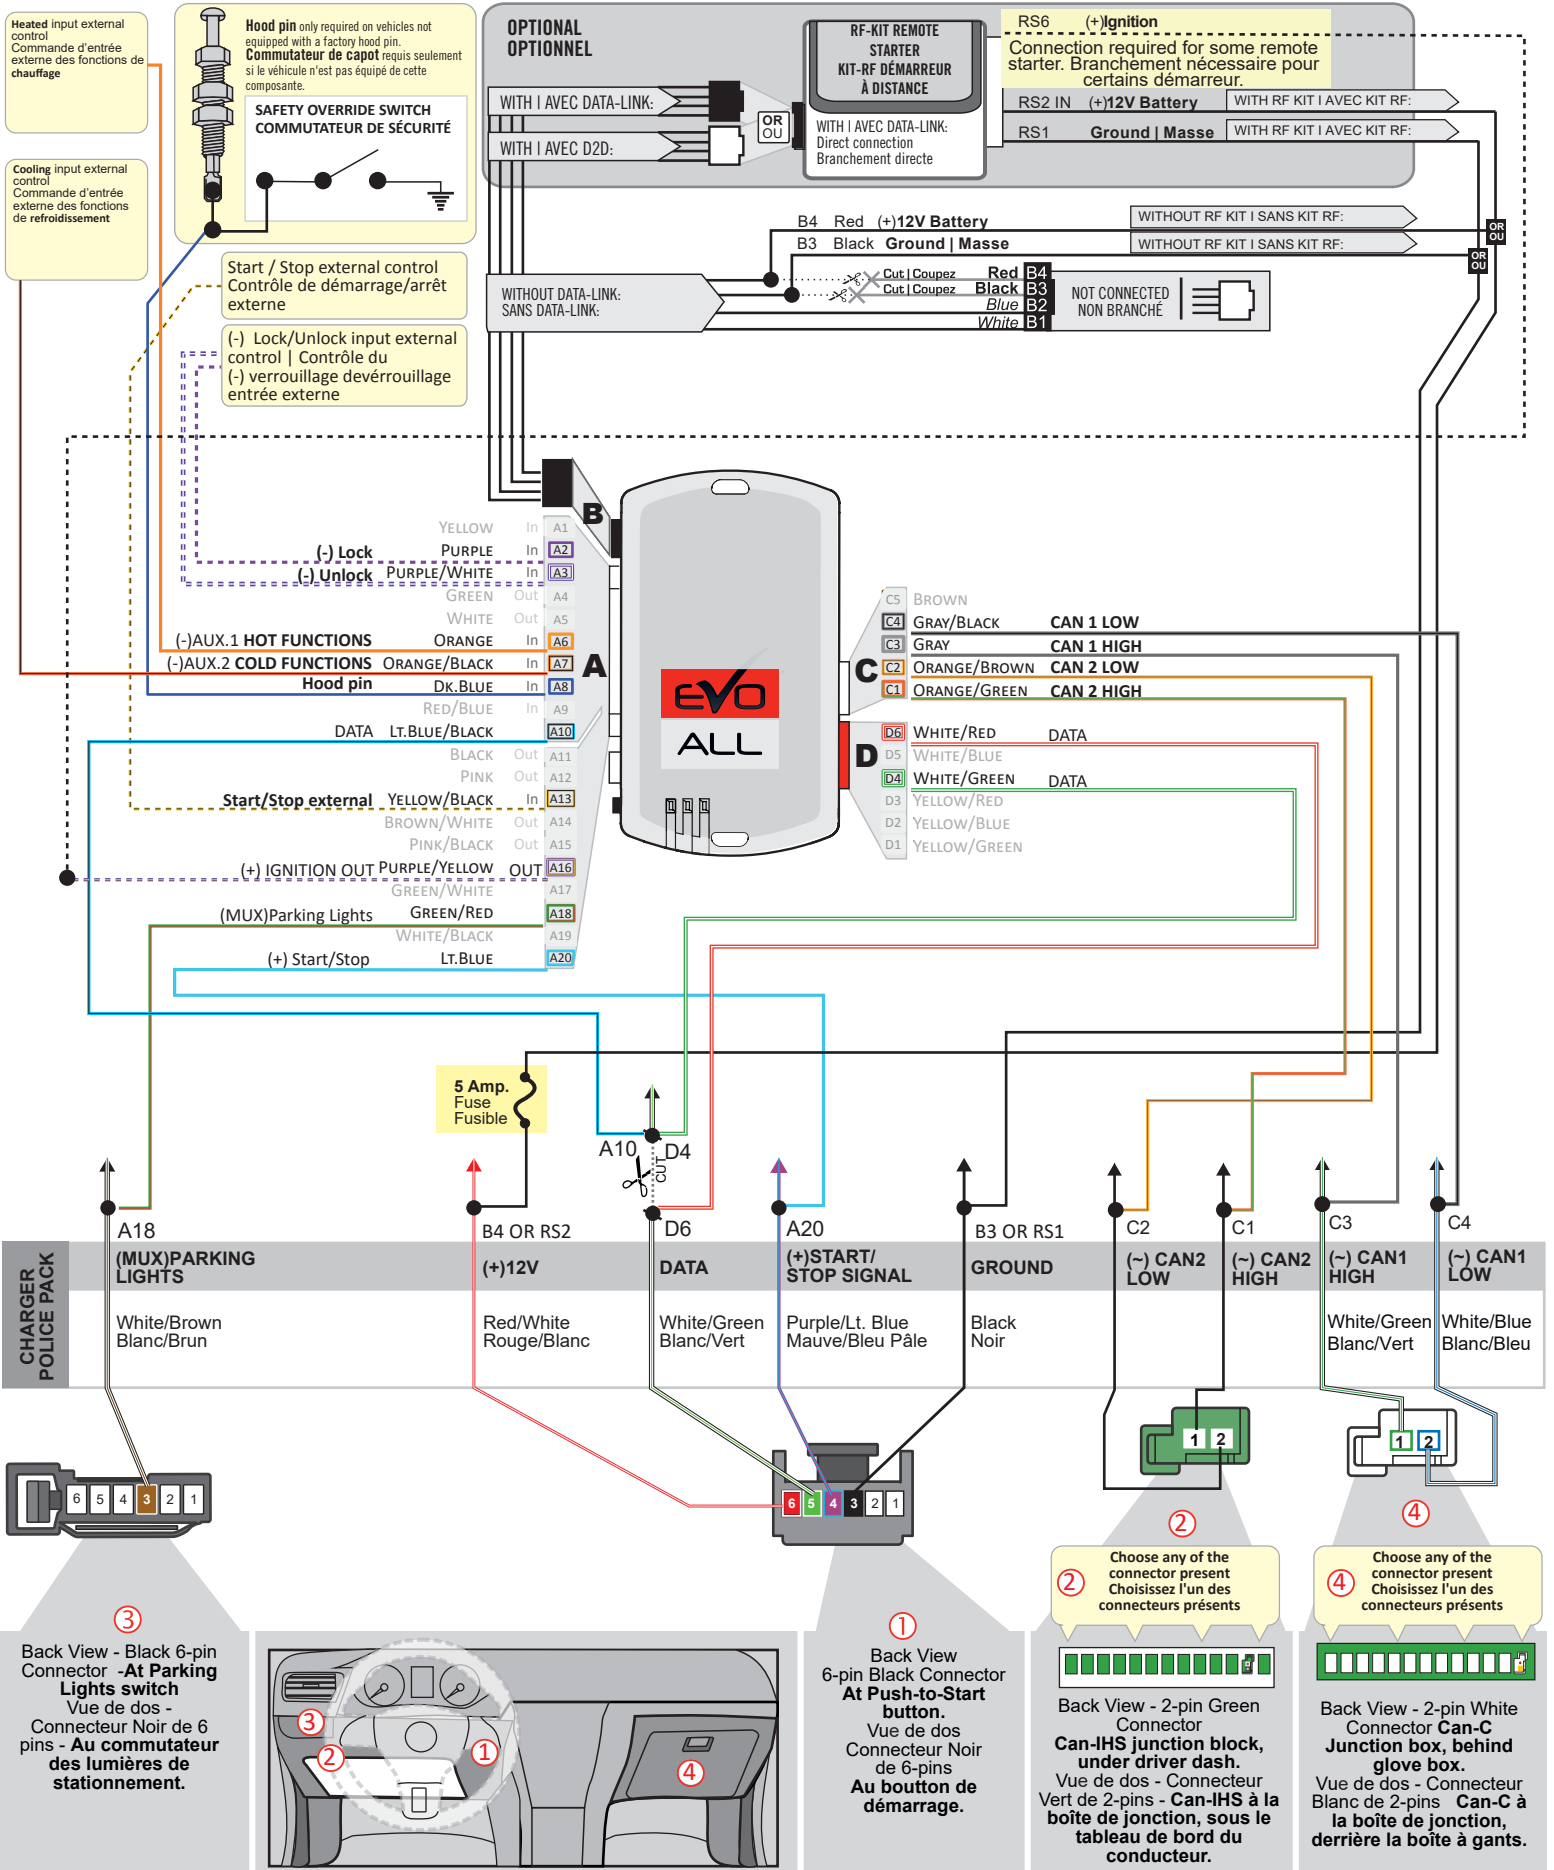 Heated input external
control
Commande d'entrée
externe des fonctions de
chauffage
Cooling input external
control
Commande d'entrée
externe des fonctions
de refroidissement
Hood pin only required on vehicles not
equipped with a factory hood pin.
Commutateur de capot requis seulement
si le véhicule n'est pas équipé de cette
composante.
SAFETY OVERRIDE SWITCH
COMMUTATEUR DE SÉCURITÉ
OPTIONAL
OPTIONNEL
WITH | AVEC DATA-LINK:
WITH | AVEC D2D:
OR
OU
RF-KIT REMOTE
STARTER
KIT-RF DÉMARREUR
À DISTANCE
WITH | AVEC DATA-LINK:
Direct connection
Branchement directe
RS6 (+)Ignition
Connection required for some remote
starter. Branchement nécessaire pour
certains démarreur.
RS2 IN (+)12V Battery WITH RF KIT I AVEC KIT RF:
RS1 Ground | Masse WITH RF KIT I AVEC KIT RF:
B4 Red (+)12V Battery WITHOUT RF KIT I SANS KIT RF:
B3 Black Ground | Masse WITHOUT RF KIT I SANS KIT RF:
OR
OU
OR
OU
WITHOUT DATA-LINK:
SANS DATA-LINK:
Cut | Coupez Red B4
Cut | Coupez Black B3
Blue B2
White B1
NOT CONNECTED
NON BRANCHÉ
Start / Stop external control
Contrôle de démarrage/arrêt
externe
(-) Lock/Unlock input external
control | Contrôle du
(-) verrouillage devérrouillage
entrée externe
B
A
C
D
YELLOW In A1
(-) Lock PURPLE In A2
(-) Unlock PURPLE/WHITE In A3
GREEN Out A4
WHITE Out A5
(-)AUX.1 HOT FUNCTIONS ORANGE In A6
(-)AUX.2 COLD FUNCTIONS ORANGE/BLACK In A7
Hood pin DK.BLUE In A8
RED/BLUE In A9
DATA LT.BLUE/BLACK A10
BLACK Out A11
PINK Out A12
Start/Stop external YELLOW/BLACK In A13
BROWN/WHITE Out A14
PINK/BLACK Out A15
(+) IGNITION OUT PURPLE/YELLOW OUT A16
GREEN/WHITE A17
(MUX)Parking Lights GREEN/RED A18
WHITE/BLACK A19
(+) Start/Stop LT.BLUE A20
EVO
ALL
C5 BROWN
C4 GRAY/BLACK CAN 1 LOW
C3 GRAY CAN 1 HIGH
C2 ORANGE/BROWN CAN 2 LOW
C1 ORANGE/GREEN CAN 2 HIGH
D6 WHITE/RED DATA
D5 WHITE/BLUE
D4 WHITE/GREEN DATA
D3 YELLOW/RED
D2 YELLOW/BLUE
D1 YELLOW/GREEN
5 Amp.
Fuse
Fusible
A10 D4
CUT
A18
B4 OR RS2
D6
A20
B3 OR RS1
C2
C1
C3
C4
CHARGER
POLICE PACK
(MUX)PARKING
LIGHTS
(+)12V
DATA
(+)START/
STOP SIGNAL
GROUND
(~) CAN2
LOW
(~) CAN2
HIGH
(~) CAN1
HIGH
(~) CAN1
LOW
White/Brown
Blanc/Brun
Red/White
Rouge/Blanc
White/Green
Blanc/Vert
Purple/Lt. Blue
Mauve/Bleu Pâle
Black
Noir
White/Green
Blanc/Vert
White/Blue
Blanc/Bleu
6 5 4 3 2 1
6 5 4 3 2 1
1 2
1 2
3
Back View - Black 6-pin
Connector -At Parking
Lights switch
Vue de dos -
Connecteur Noir de 6
pins - Au commutateur
des lumières de
stationnement.
3
2
1
4
1
Back View
6-pin Black Connector
At Push-to-Start
button.
Vue de dos
Connecteur Noir
de 6-pins
Au boutton de
démarrage.
2
2
Choose any of the
connector present
Choisissez l'un des
connecteurs présents
Back View - 2-pin Green
Connector
Can-IHS junction block,
under driver dash.
Vue de dos - Connecteur
Vert de 2-pins - Can-IHS à la
boîte de jonction, sous le
tableau de bord du
conducteur.
4
4
Choose any of the
connector present
Choisissez l'un des
connecteurs présents
Back View - 2-pin White
Connector Can-C
Junction box, behind
glove box.
Vue de dos - Connecteur
Blanc de 2-pins Can-C à
la boîte de jonction,
derrière la boîte à gants.